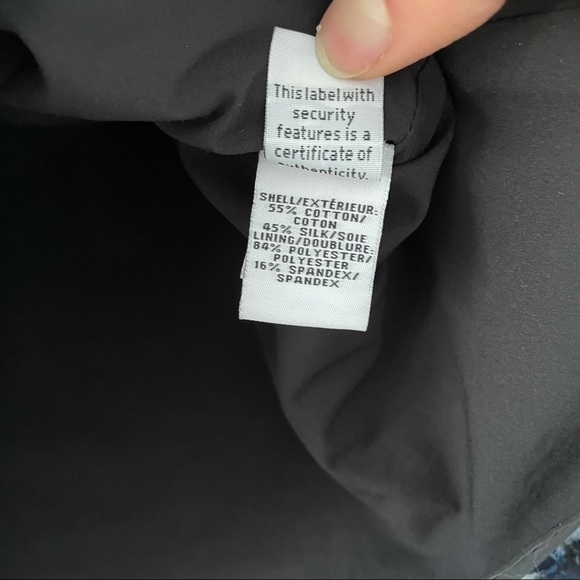 This label with
security
features is a
certificate of
authenticity.
SHELL/EXTÉRIEUR:
55% COTTON/
COTON
45% SILK/SOIE
LINING/DOUBLURE:
84% POLYESTER/
POLYESTER
16% SPANDEX/
SPANDEX